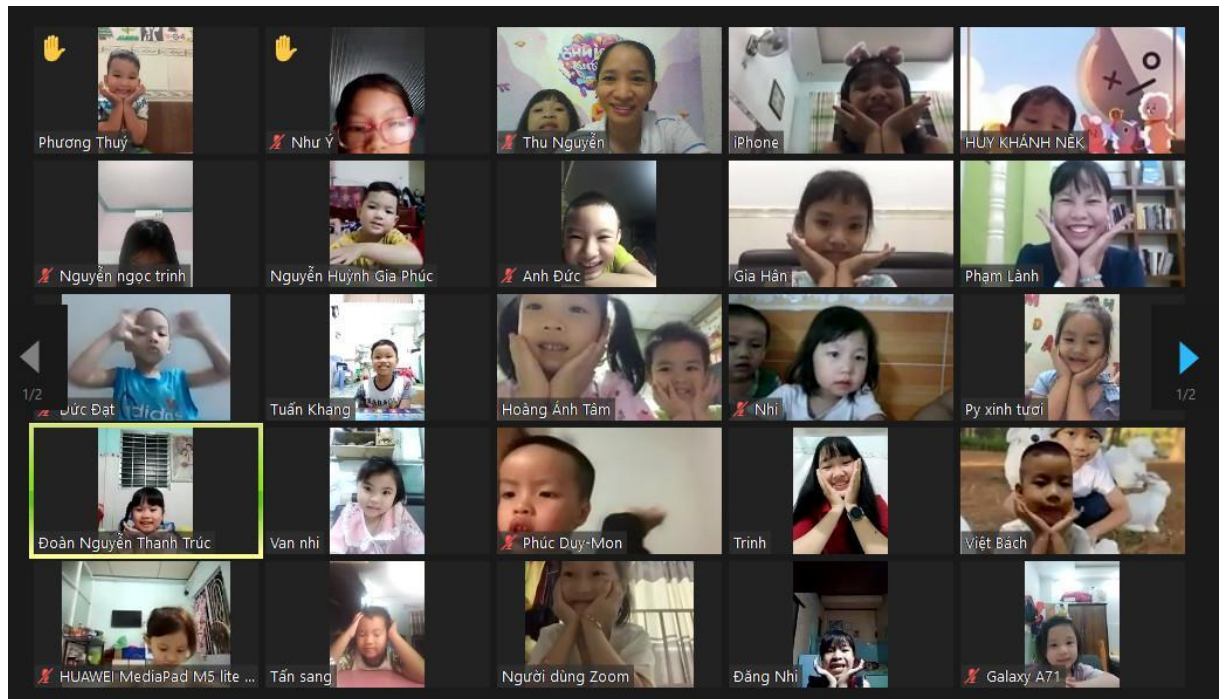 Phương Thuý
Như Ý
Thu Nguyễn
iPhone
HUY KHÁNH NÈK
Nguyễn ngọc trinh
Nguyễn Huỳnh Gia Phúc
Anh Đức
Gia Hân
Phạm Lành
1/2
Đức Đạt
adidas
Tuấn Khang
Hoàng Ánh Tâm
Nhi
Py xinh tươi
1/2
Đoàn Nguyễn Thanh Trúc
Van nhi
Phúc Duy-Mon
Trinh
Việt Bách
HUAWEI MediaPad M5 lite ...
Tấn sang
Người dùng Zoom
Đăng Nhi
Galaxy A71